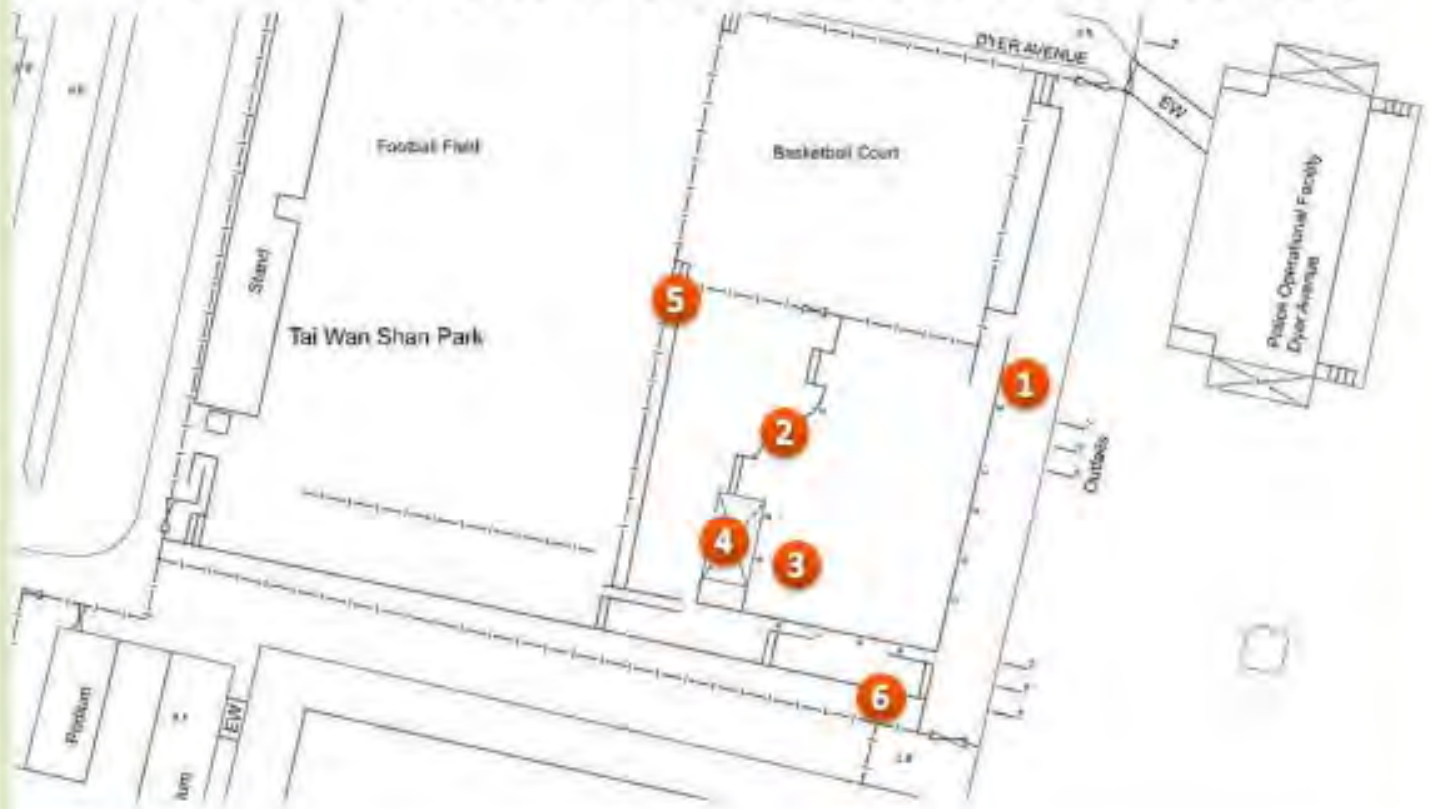 DYER AVENUE
EW
Football Field
Basketball Court
Police Operational Facility
Dyer Avenue
Stand
5
Tai Wan Shan Park
1
2
Outfalls
4
3
6
Podium
EW
ium